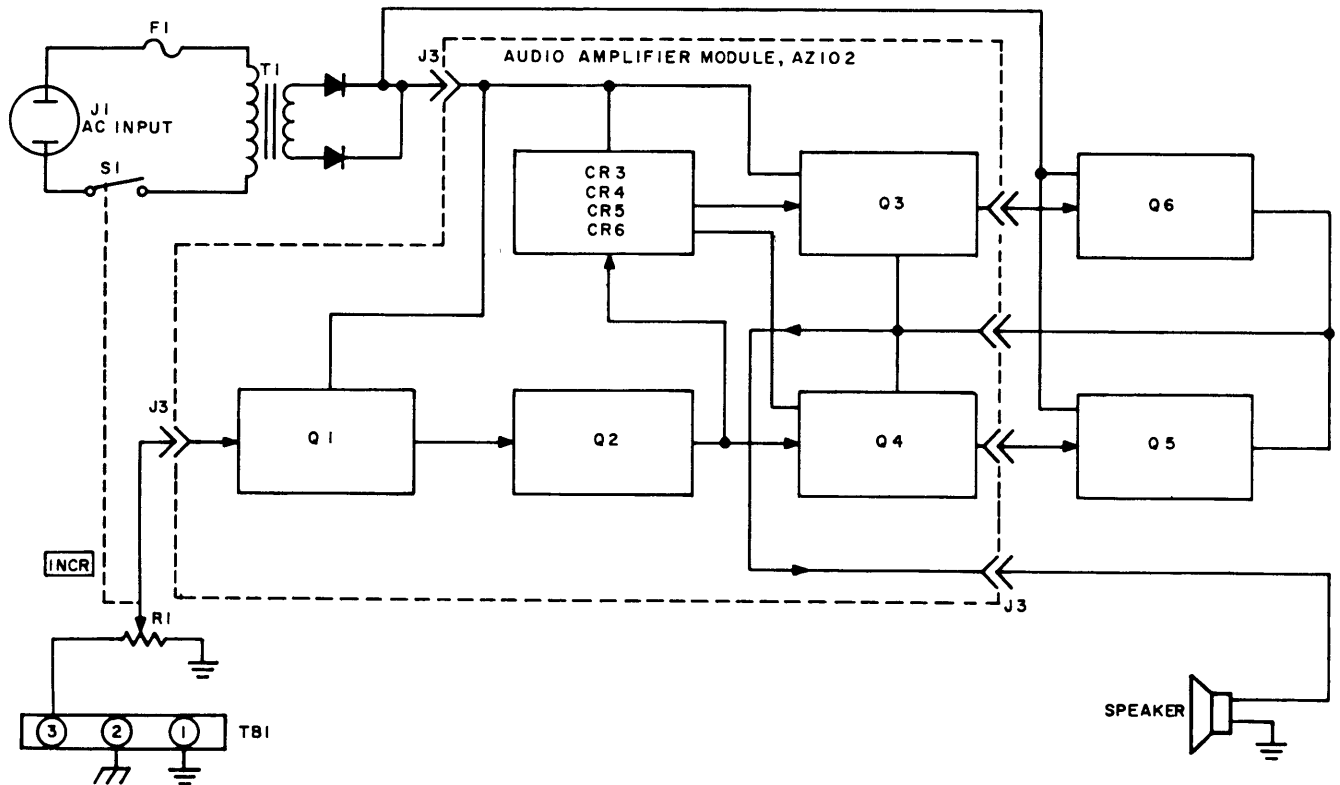 F1
J3
AUDIO AMPLIFIER MODULE, AZ102
T1
J1
AC INPUT
S1
CR3
CR4
CR5
CR6
Q3
Q6
J3
Q1
Q2
Q4
Q5
INCR
R1
J3
3
2
1
TB1
SPEAKER